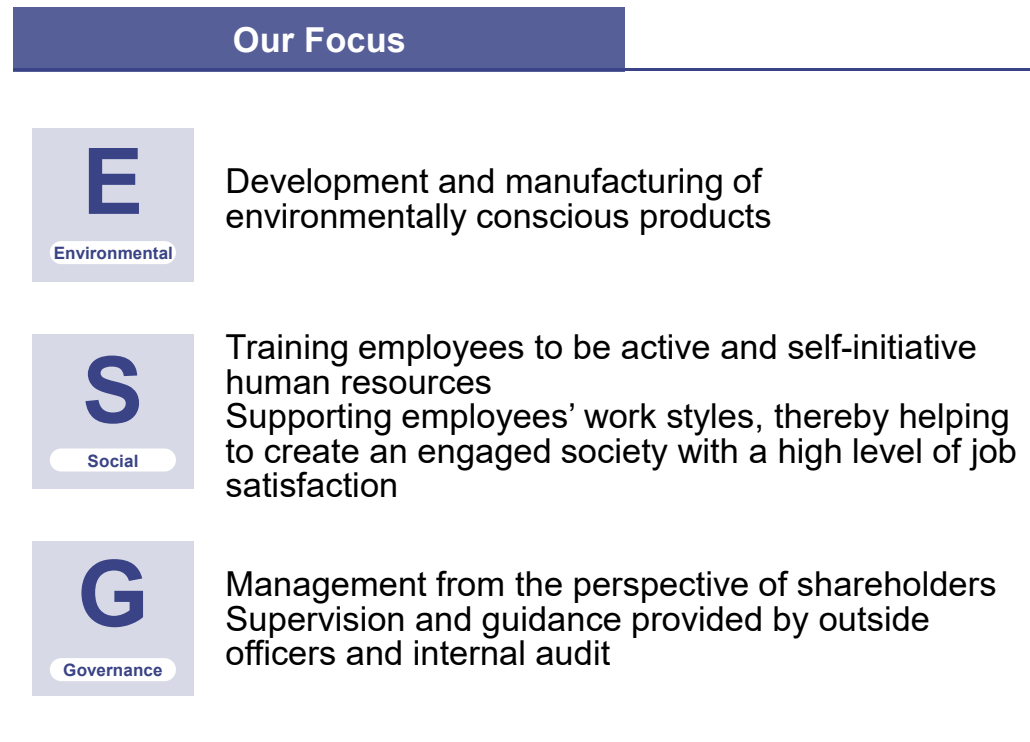 Our Focus
E
Environmental
Development and manufacturing of
environmentally conscious products
S
Social
Training employees to be active and self-initiative
human resources
Supporting employees’ work styles, thereby helping
to create an engaged society with a high level of job
satisfaction
G
Governance
Management from the perspective of shareholders
Supervision and guidance provided by outside
officers and internal audit